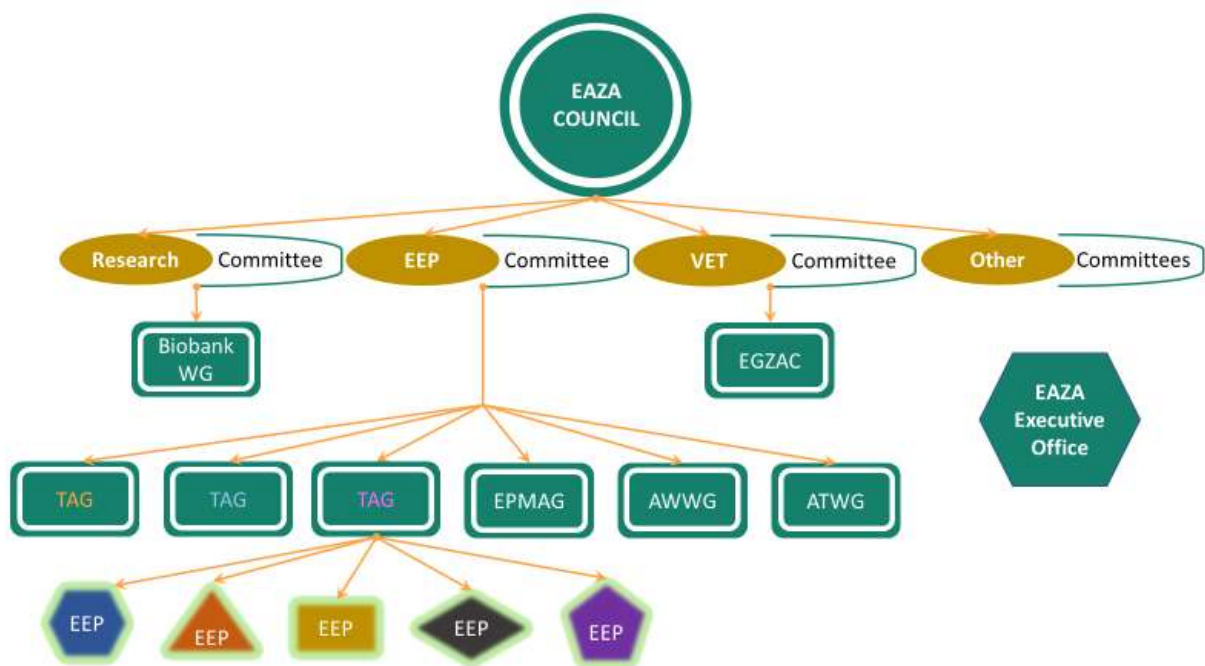 EAZA
COUNCIL
Research Committee
EEP Committee
VET Committee
Other Committees
Biobank
WG
EGZAC
EAZA
Executive
Office
TAG
TAG
TAG
EPMAG
AWWG
ATWG
EEP
EEP
EEP
EEP
EEP